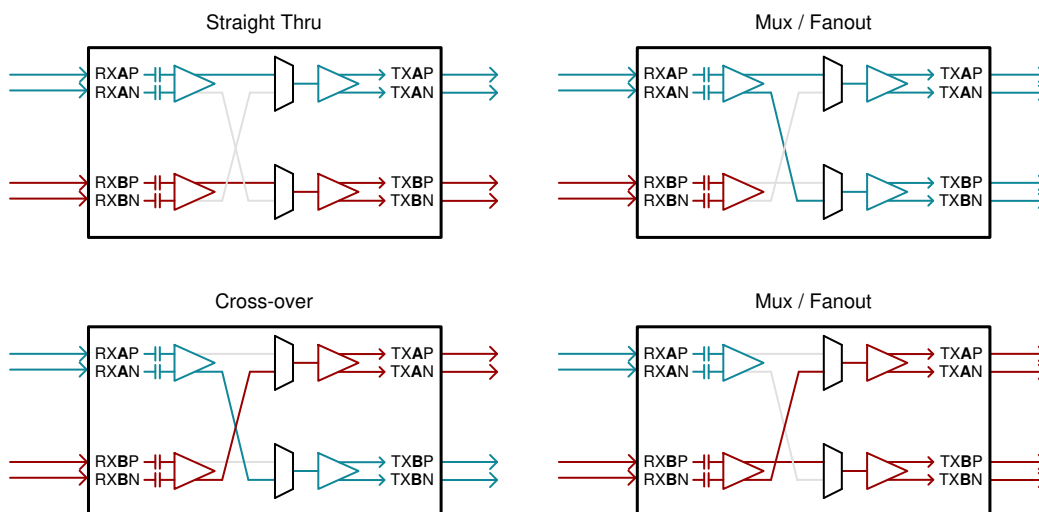 Straight Thru
RXAP
RXAN
TXAP
TXAN
RXBP
RXBN
TXBP
TXBN
Mux / Fanout
RXAP
RXAN
TXAP
TXAN
RXBP
RXBN
TXBP
TXBN
Cross-over
RXAP
RXAN
TXAP
TXAN
RXBP
RXBN
TXBP
TXBN
Mux / Fanout
RXAP
RXAN
TXAP
TXAN
RXBP
RXBN
TXBP
TXBN